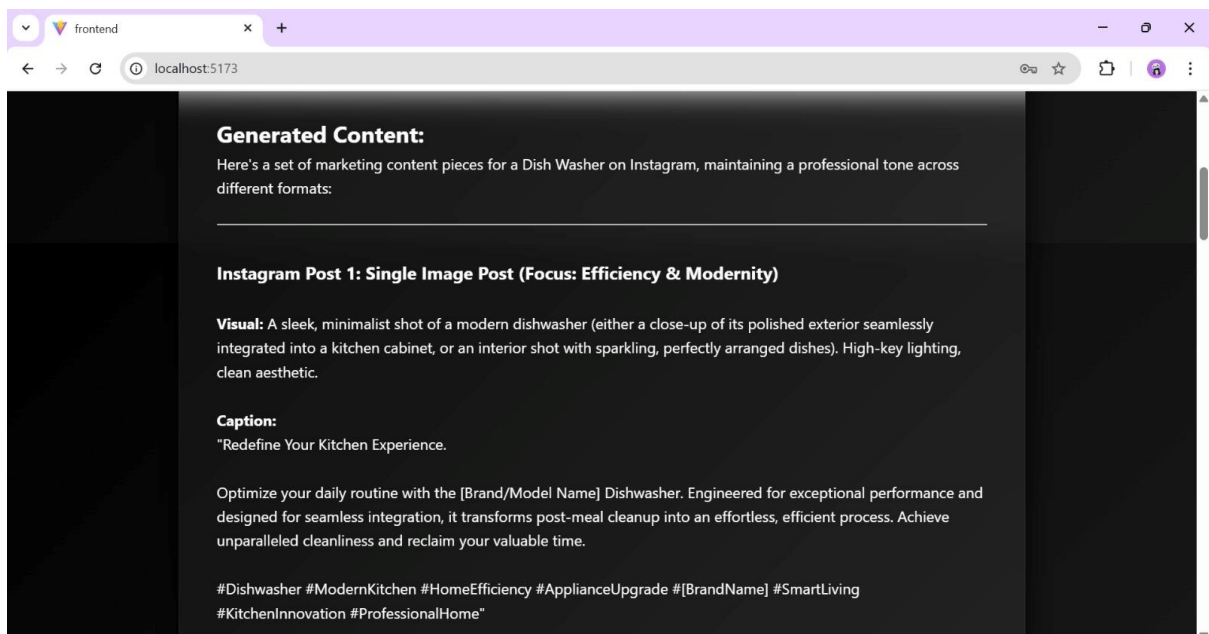 frontend
localhost:5173
Generated Content:
Here's a set of marketing content pieces for a Dish Washer on Instagram, maintaining a professional tone across
different formats:
Instagram Post 1: Single Image Post (Focus: Efficiency & Modernity)
Visual: A sleek, minimalist shot of a modern dishwasher (either a close-up of its polished exterior seamlessly
integrated into a kitchen cabinet, or an interior shot with sparkling, perfectly arranged dishes). High-key lighting,
clean aesthetic.
Caption:
"Redefine Your Kitchen Experience.
Optimize your daily routine with the [Brand/Model Name] Dishwasher. Engineered for exceptional performance and
designed for seamless integration, it transforms post-meal cleanup into an effortless, efficient process. Achieve
unparalleled cleanliness and reclaim your valuable time.
#Dishwasher #ModernKitchen #HomeEfficiency #ApplianceUpgrade #[BrandName] #SmartLiving
#KitchenInnovation #ProfessionalHome"